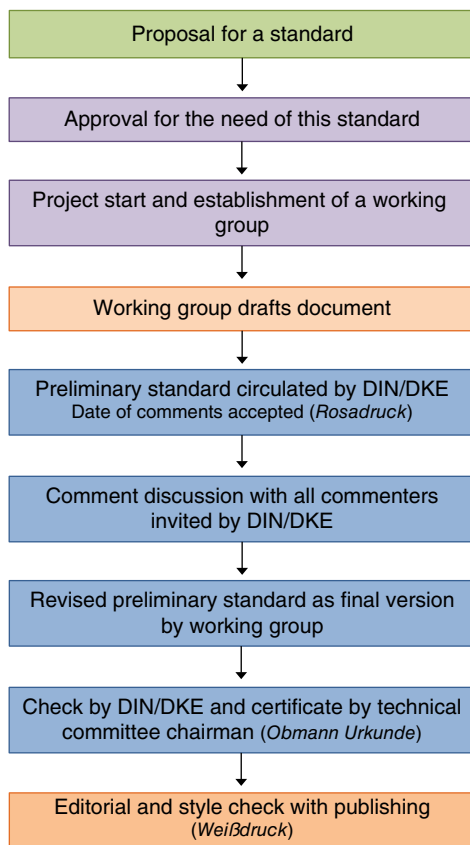 Proposal for a standard
Approval for the need of this standard
Project start and establishment of a working
group
Working group drafts document
Preliminary standard circulated by DIN/DKE
Date of comments accepted (Rosadruck)
Comment discussion with all commenters
invited by DIN/DKE
Revised preliminary standard as final version
by working group
Check by DIN/DKE and certificate by technical
committee chairman (Obmann Urkunde)
Editorial and style check with publishing
(Weißdruck)